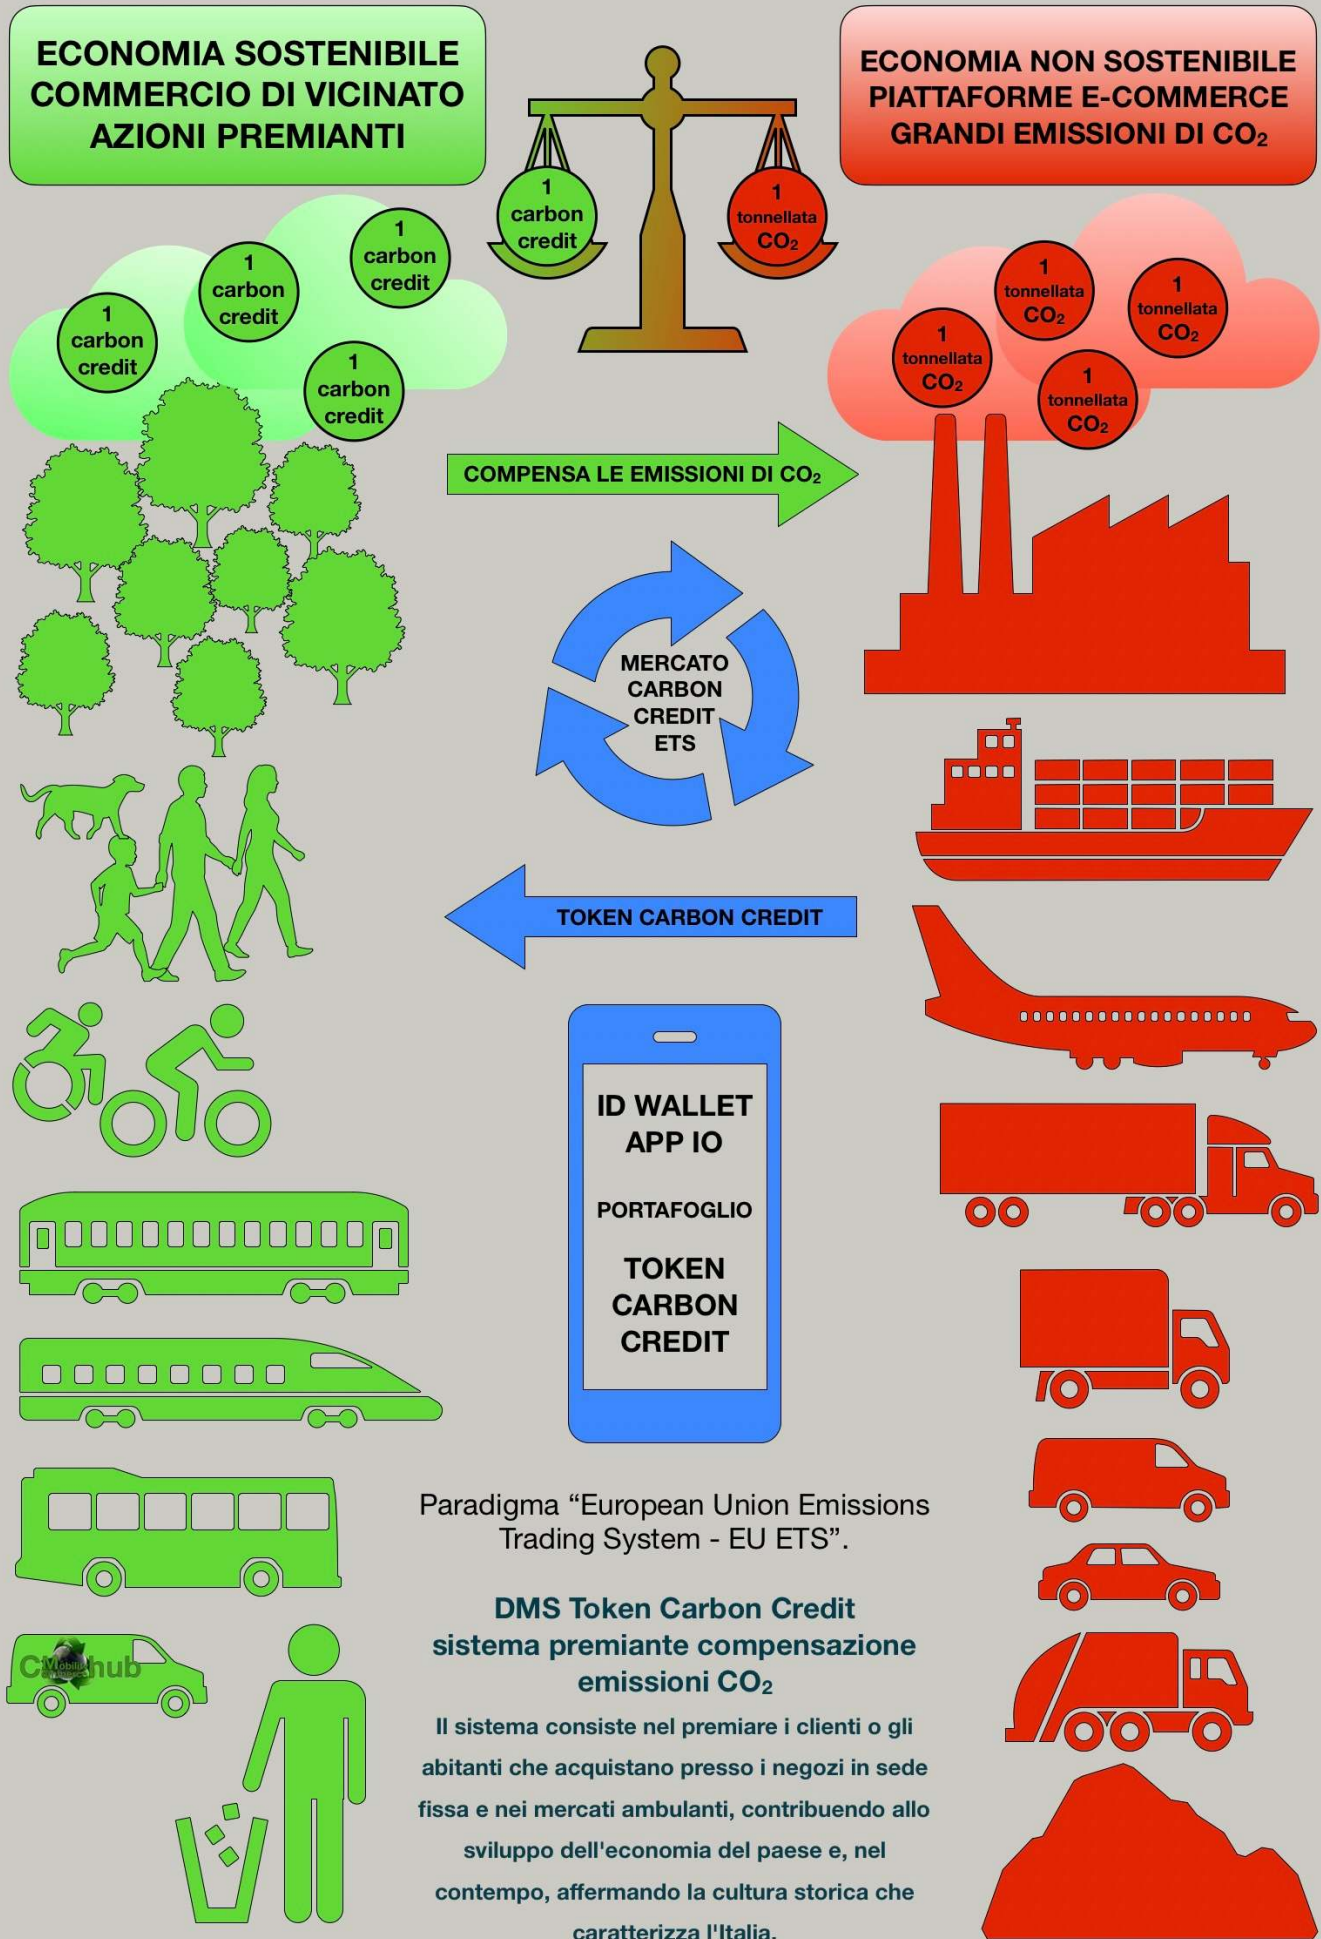 ECONOMIA SOSTENIBILE
COMMERCIO DI VICINATO
AZIONI PREMIANTI
ECONOMIA NON SOSTENIBILE
PIATTAFORME E-COMMERCE
GRANDI EMISSIONI DI CO₂
1
carbon
credit
1
tonnellata
CO₂
1
carbon
credit
1
carbon
credit
1
carbon
credit
1
carbon
credit
1
tonnellata
CO₂
1
tonnellata
CO₂
1
tonnellata
CO₂
1
tonnellata
CO₂
COMPENSA LE EMISSIONI DI CO₂
MERCATO
CARBON
CREDIT
ETS
TOKEN CARBON CREDIT
ID WALLET
APP IO
PORTAFOGLIO
TOKEN
CARBON
CREDIT
hub
Paradigma “European Union Emissions
Trading System - EU ETS”.
DMS Token Carbon Credit
sistema premiante compensazione
emissioni CO₂
Il sistema consiste nel premiare i clienti o gli
abitanti che acquistano presso i negozi in sede
fissa e nei mercati ambulanti, contribuendo allo
sviluppo dell'economia del paese e, nel
contempo, affermando la cultura storica che
caratterizza l'Italia.